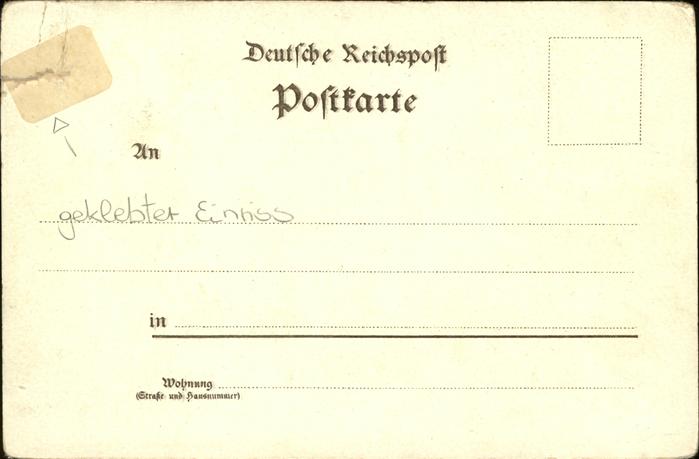 Deutsche Reichspost
Postkarte
An
geklebter Einriss
in
Wohnung
(Straße und Hausnummer)